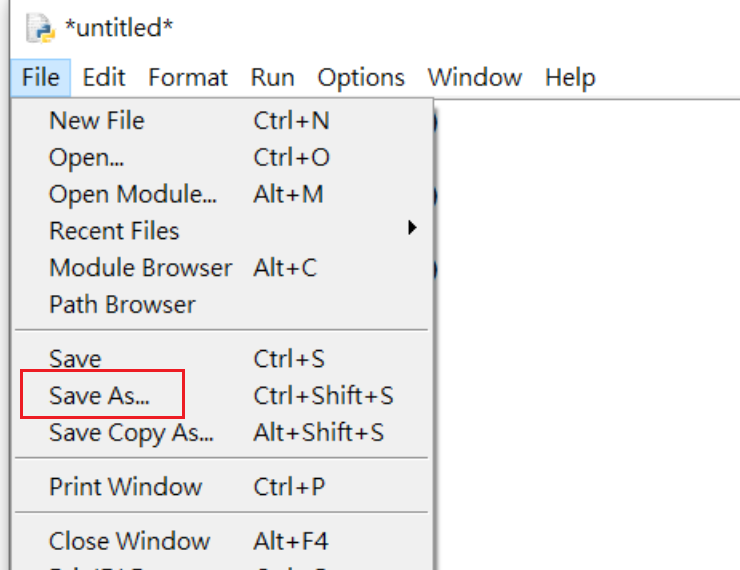 *untitled*
File Edit Format Run Options Window Help
New File Ctrl+N
Open... Ctrl+O
Open Module... Alt+M
Recent Files
Module Browser Alt+C
Path Browser
Save Ctrl+S
Save As... Ctrl+Shift+S
Save Copy As... Alt+Shift+S
Print Window Ctrl+P
Close Window Alt+F4